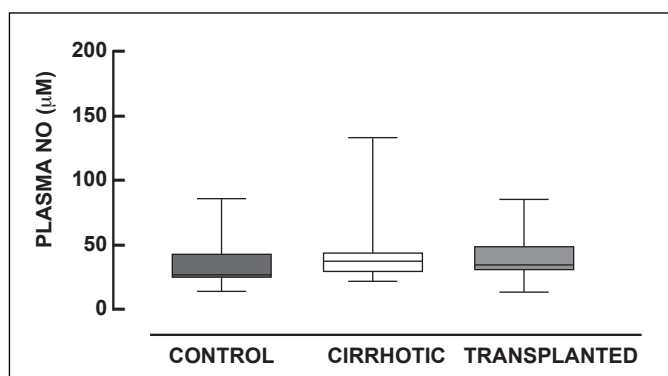 PLASMA NO (μM)
200
150
100
50
0
CONTROL CIRRHOTIC TRANSPLANTED